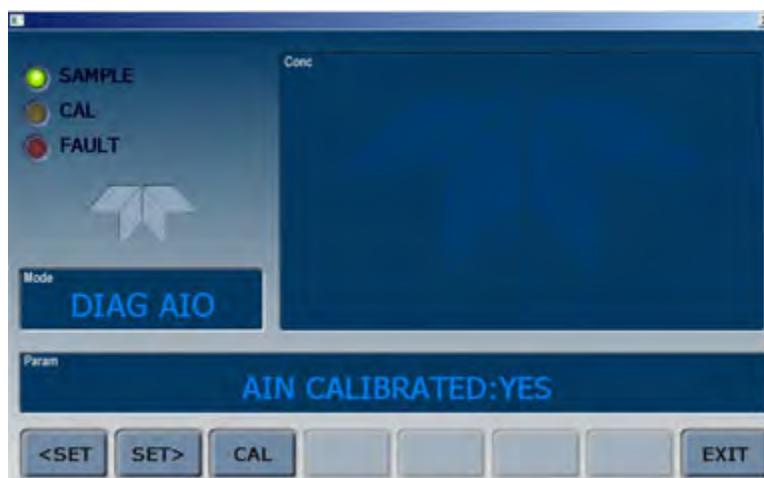 SAMPLE
CAL
FAULT
Conc
Mode
DIAG AIO
Param
AIN CALIBRATED:YES
<SET SET> CAL EXIT